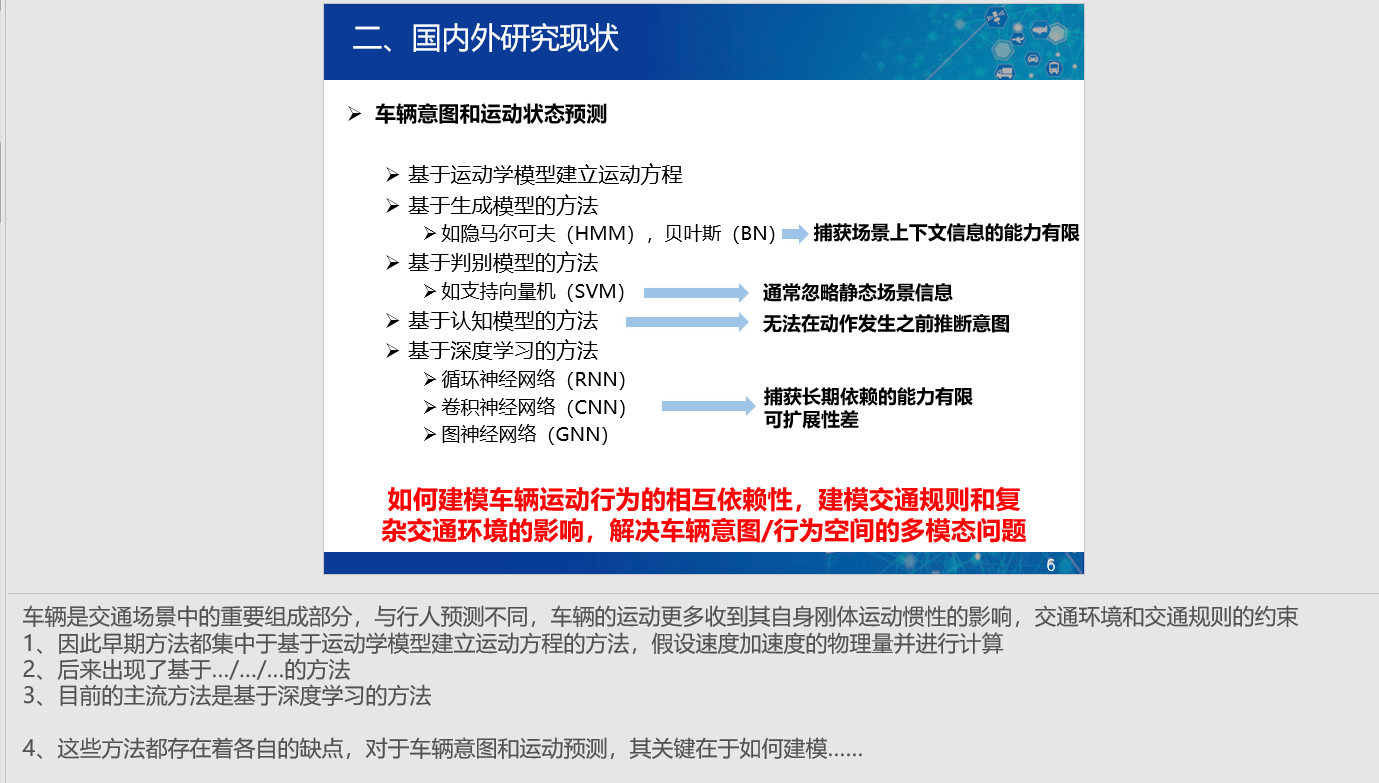 二、国内外研究现状
➢ 车辆意图和运动状态预测
➢ 基于运动学模型建立运动方程
➢ 基于生成模型的方法
➢ 如隐马尔可夫（HMM），贝叶斯（BN） 捕获场景上下文信息的能力有限
➢ 基于判别模型的方法
➢ 如支持向量机（SVM） 通常忽略静态场景信息
➢ 基于认知模型的方法 无法在动作发生之前推断意图
➢ 基于深度学习的方法
➢ 循环神经网络（RNN）
➢ 卷积神经网络（CNN）
➢ 图神经网络（GNN）
捕获长期依赖的能力有限
可扩展性差
如何建模车辆运动行为的相互依赖性，建模交通规则和复
杂交通环境的影响，解决车辆意图/行为空间的多模态问题
6
车辆是交通场景中的重要组成部分，与行人预测不同，车辆的运动更多收到其自身刚体运动惯性的影响，交通环境和交通规则的约束
1、因此早期方法都集中于基于运动学模型建立运动方程的方法，假设速度加速度的物理量并进行计算
2、后来出现了基于.../.../...的方法
3、目前的主流方法是基于深度学习的方法
4、这些方法都存在着各自的缺点，对于车辆意图和运动预测，其关键在于如何建模......